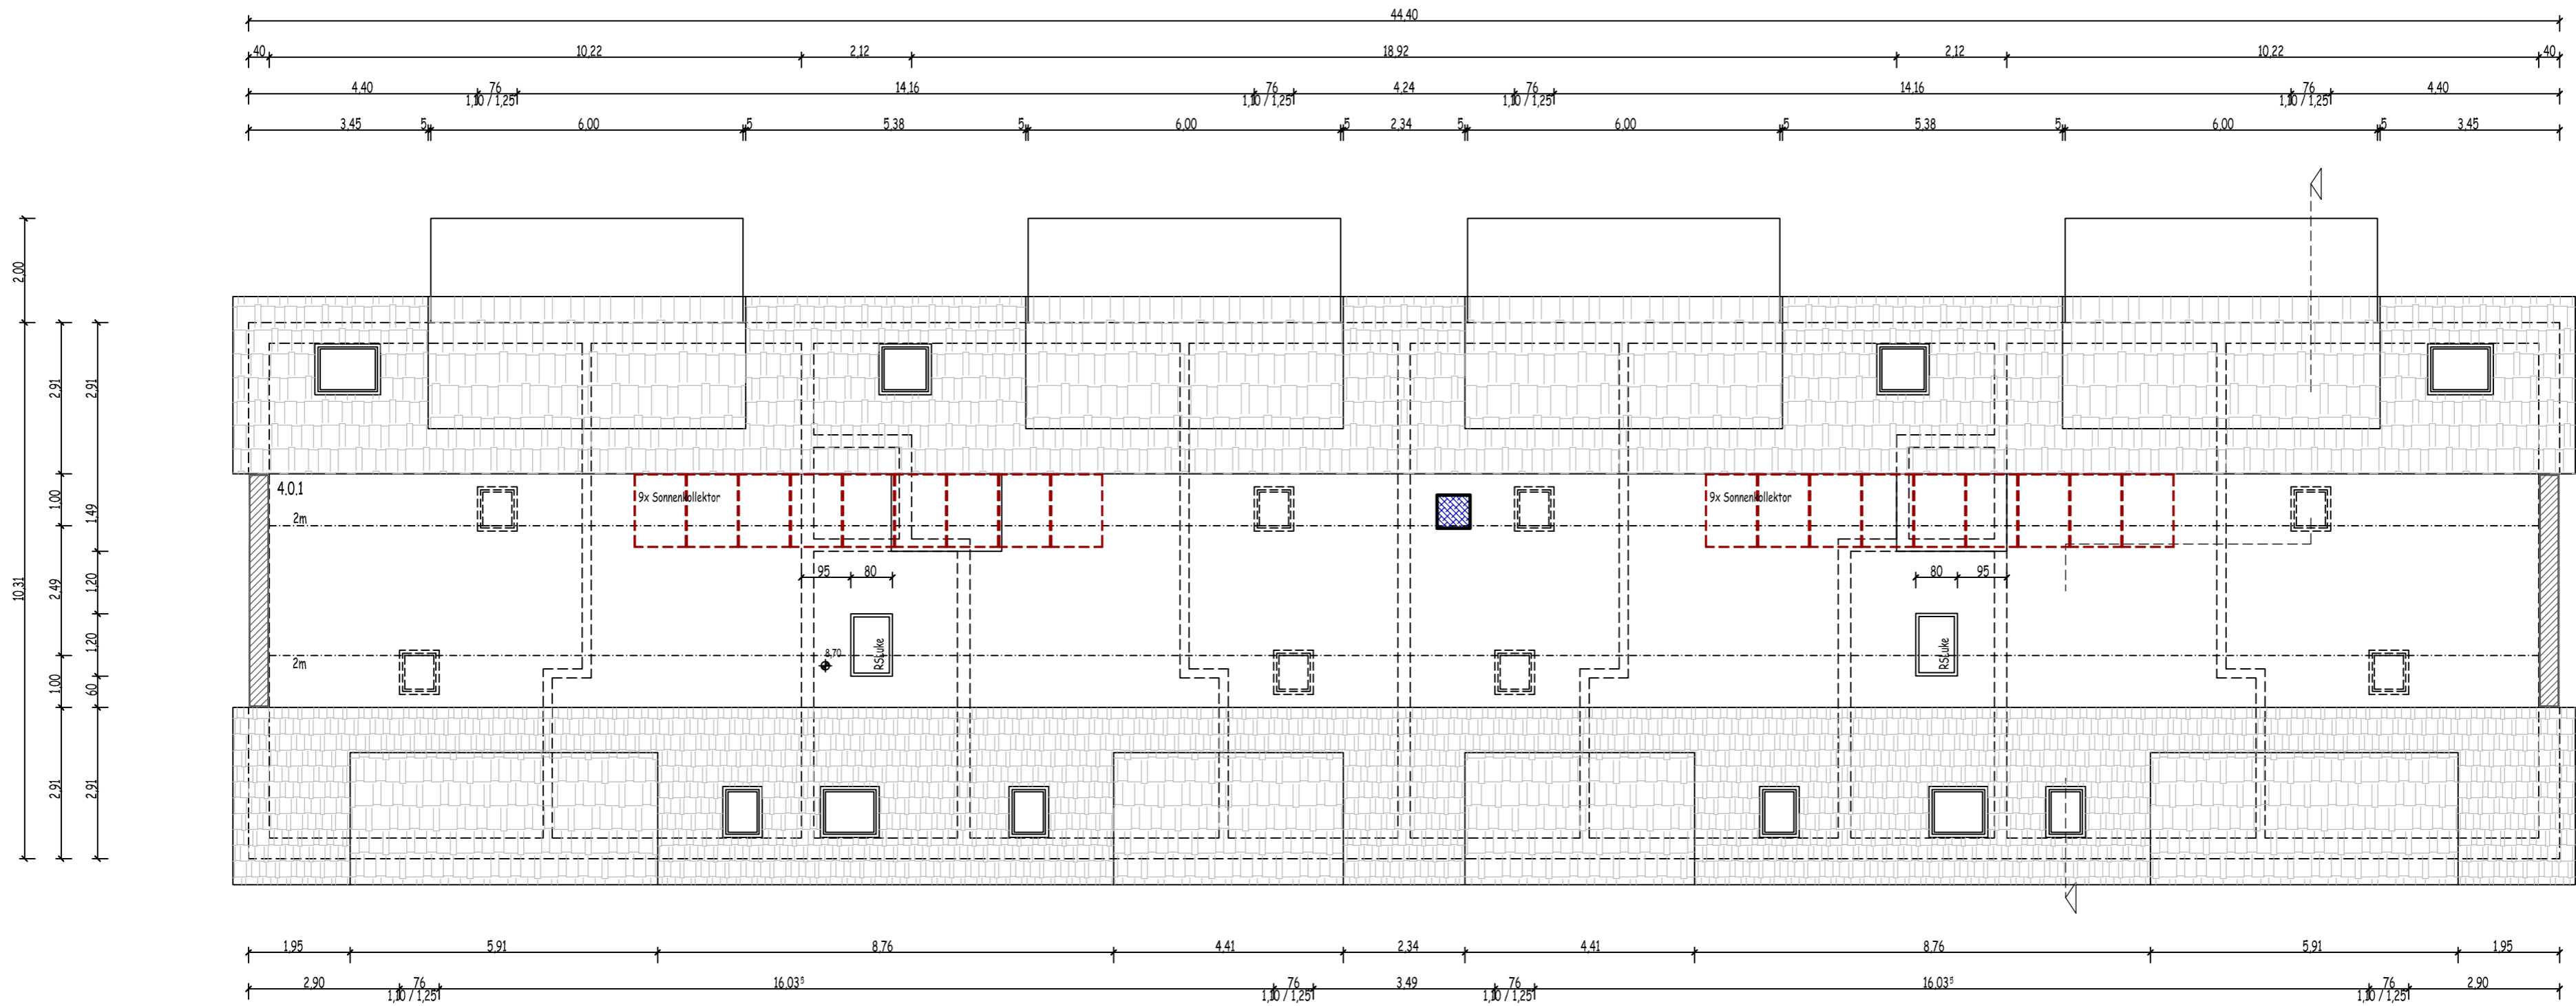 44,40
40 10,22 2,12 18,92 2,12 10,22 40
4,40 76 14,16 76 4,24 76 14,16 76 4,40
1,10 / 1,25 1,10 / 1,25 1,10 / 1,25 1,10 / 1,25
3,45 5 6,00 5 5,38 5 6,00 5 2,34 5 6,00 5 5,38 5 6,00 5 3,45
2,00
10,31
2,91
1,00
2,49
1,00
2,91
2,91
1,49
1,20
1,20
60
2,91
4.0.1
2m
9x Sonnenkollektor
9x Sonnenkollektor
95 80
80 95
RSLuke
RSLuke
8,70
2m
1,95 5,91 8,76 4,41 2,34 4,41 8,76 5,91 1,95
2,90 76 16,03⁵ 76 3,49 76 16,03⁵ 76 2,90
1,10 / 1,25 1,10 / 1,25 1,10 / 1,25 1,10 / 1,25